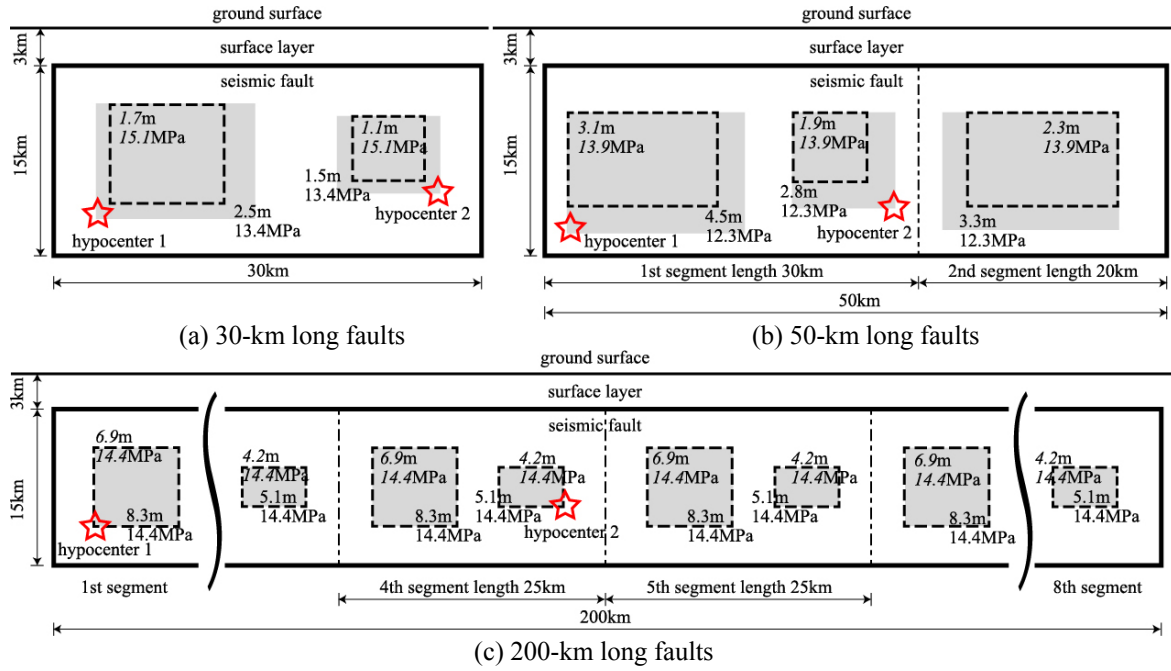 ground surface
3km
surface layer
seismic fault
15km
1.7m
15.1MPa
1.1m
15.1MPa
1.5m
13.4MPa
2.5m
13.4MPa
hypocenter 1
hypocenter 2
30km
(a) 30-km long faults
ground surface
3km
surface layer
seismic fault
15km
3.1m
13.9MPa
1.9m
13.9MPa
2.3m
13.9MPa
2.8m
12.3MPa
4.5m
12.3MPa
3.3m
12.3MPa
hypocenter 1
hypocenter 2
1st segment length 30km
2nd segment length 20km
50km
(b) 50-km long faults
ground surface
3km
surface layer
seismic fault
15km
6.9m
14.4MPa
4.2m
14.4MPa
6.9m
14.4MPa
4.2m
14.4MPa
6.9m
14.4MPa
4.2m
14.4MPa
6.9m
14.4MPa
4.2m
14.4MPa
8.3m
14.4MPa
5.1m
14.4MPa
8.3m
14.4MPa
5.1m
14.4MPa
8.3m
14.4MPa
5.1m
14.4MPa
8.3m
14.4MPa
5.1m
14.4MPa
hypocenter 1
hypocenter 2
1st segment
4th segment length 25km
5th segment length 25km
8th segment
200km
(c) 200-km long faults